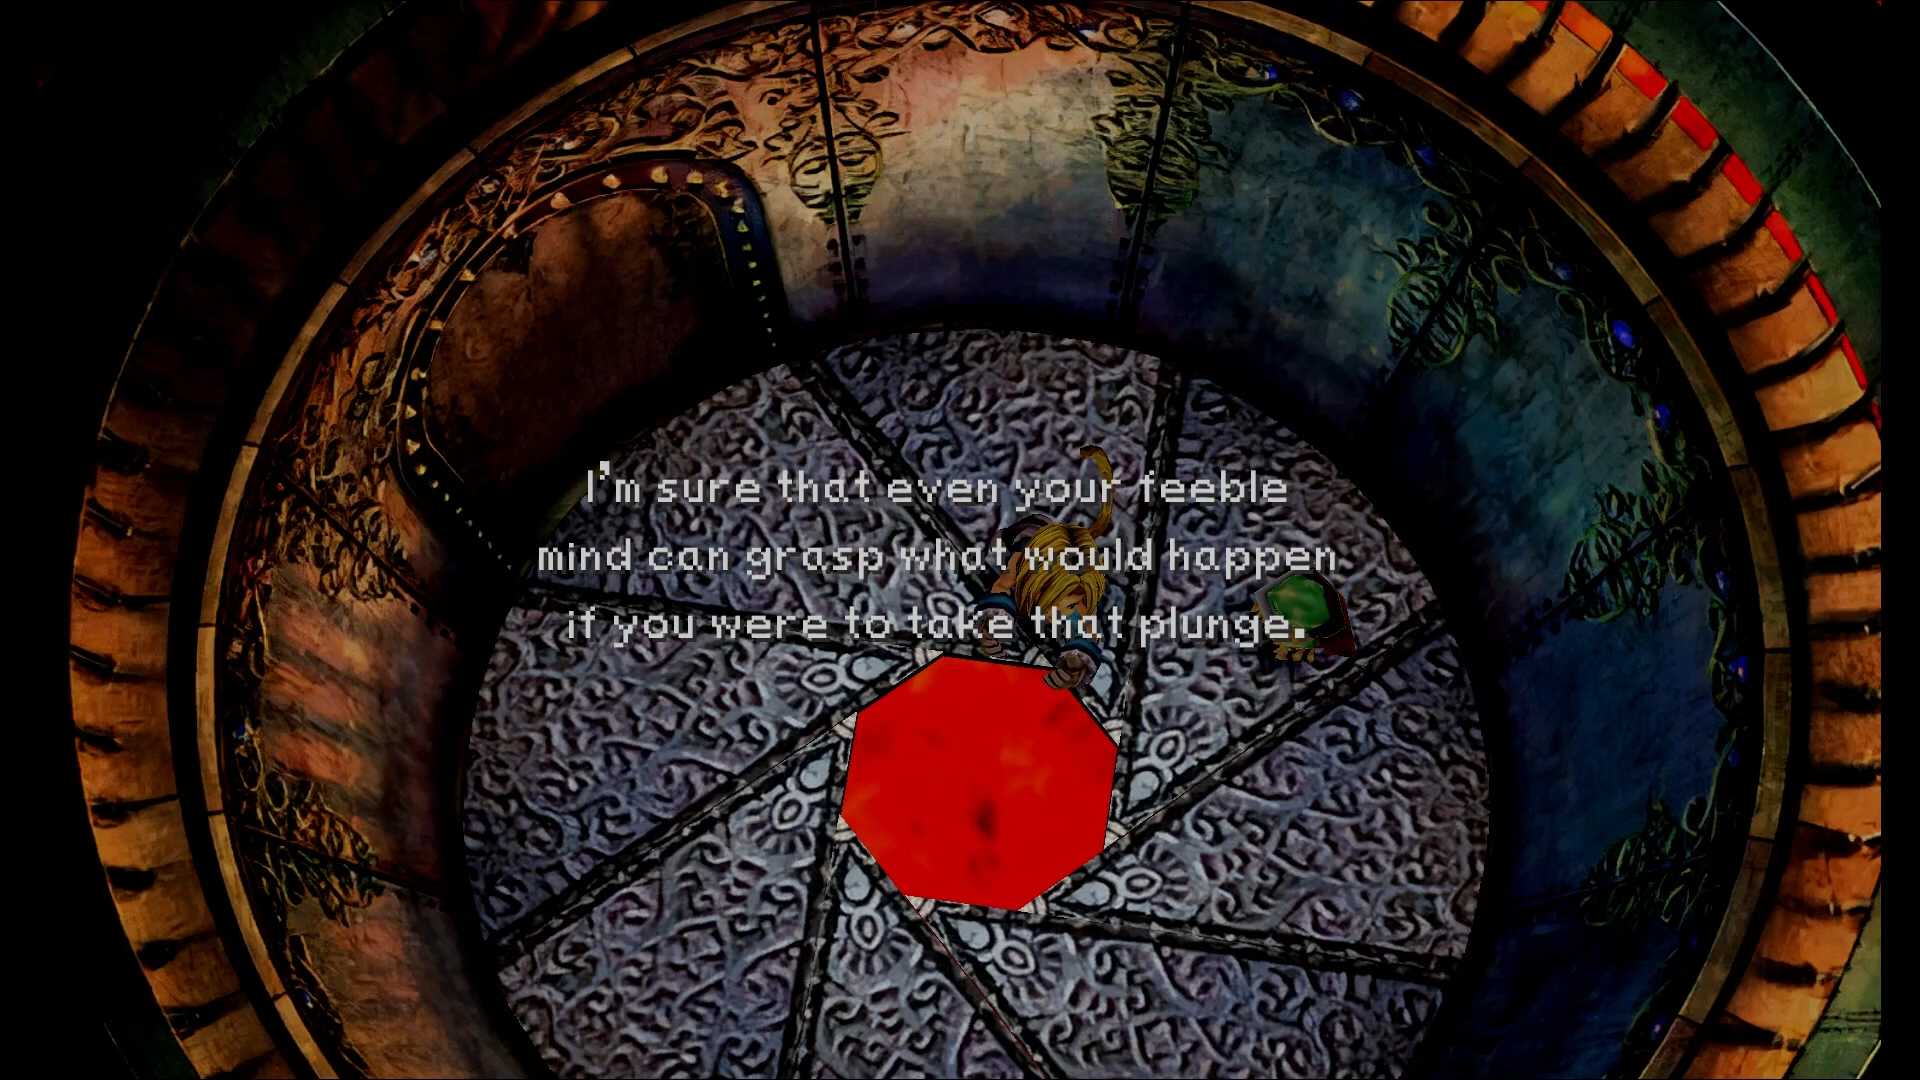 I'm sure that even your feeble
mind can grasp what would happen
if you were to take that plunge.